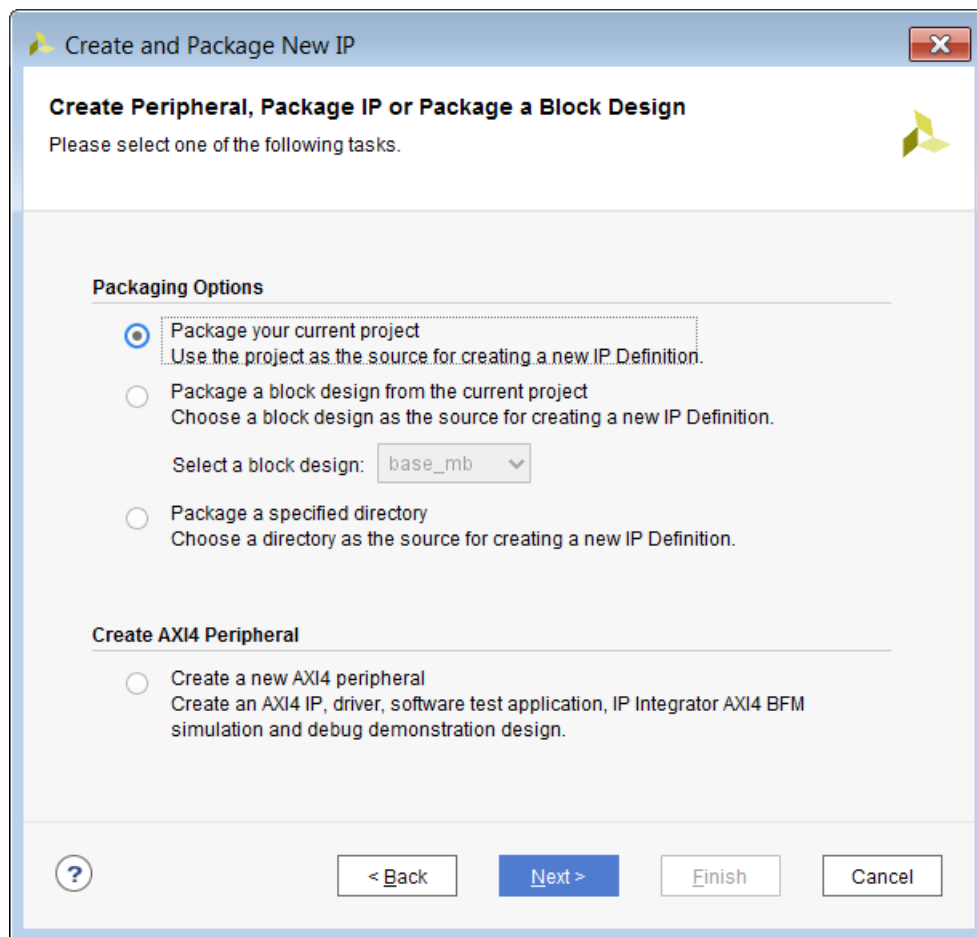 Create and Package New IP
Create Peripheral, Package IP or Package a Block Design
Please select one of the following tasks.
Packaging Options
Package your current project
Use the project as the source for creating a new IP Definition.
Package a block design from the current project
Choose a block design as the source for creating a new IP Definition.
Select a block design: base_mb
Package a specified directory
Choose a directory as the source for creating a new IP Definition.
Create AXI4 Peripheral
Create a new AXI4 peripheral
Create an AXI4 IP, driver, software test application, IP Integrator AXI4 BFM
simulation and debug demonstration design.
? < Back Next > Finish Cancel